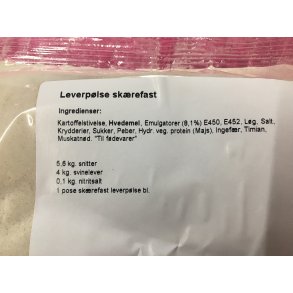 Leverpølse skærefast
Ingredienser:
Kartoffelstivelse, Hvedemel, Emulgatorer (8,1%) E450, E452, Løg, Salt,
Krydderier, Sukker, Peber, Hydr. veg. protein (Majs), Ingefær, Timian,
Muskatnød. "Til fødevarer"
5,6 kg. snitter
4 kg. svinelever
0,1 kg. nitritsalt
1 pose skærefast leverpølse bl.